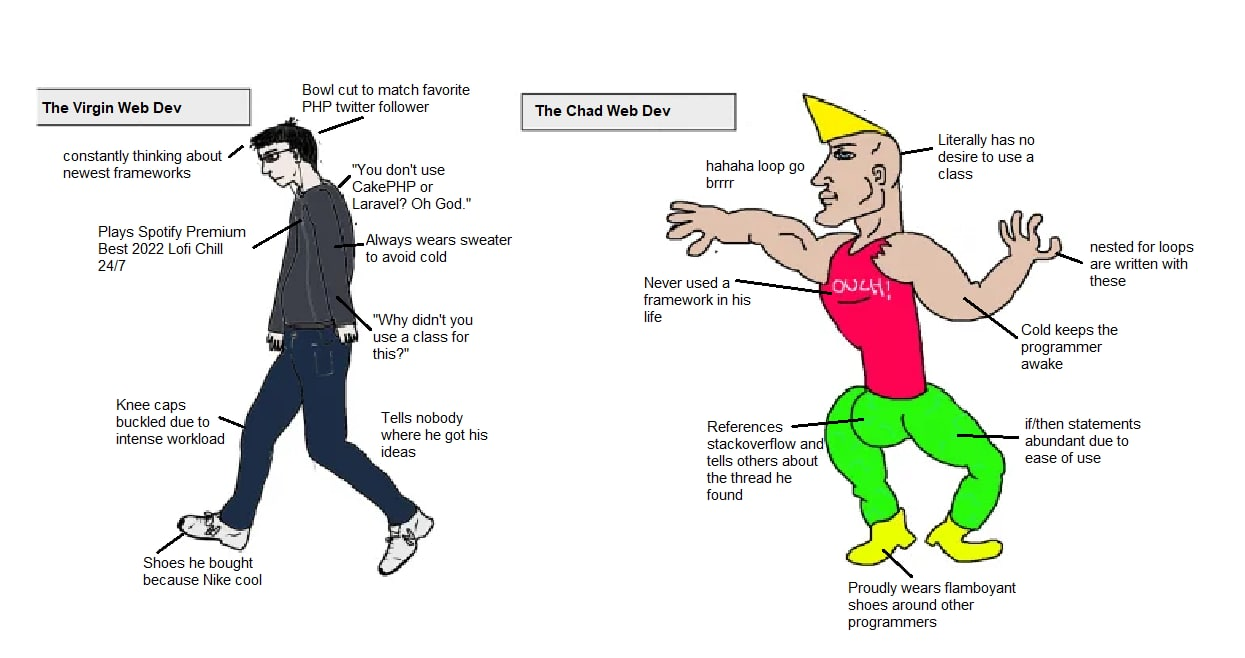 The Virgin Web Dev
Bowl cut to match favorite
PHP twitter follower
constantly thinking about
newest frameworks
"You don't use
CakePHP or
Laravel? Oh God."
Plays Spotify Premium
Best 2022 Lofi Chill
24/7
Always wears sweater
to avoid cold
"Why didn't you
use a class for
this?"
Knee caps
buckled due to
intense workload
Tells nobody
where he got his
ideas
Shoes he bought
because Nike cool
The Chad Web Dev
Literally has no
desire to use a
class
hahaha loop go
brrrr
nested for loops
are written with
these
Never used a
framework in his
life
OUCH!
Cold keeps the
programmer
awake
References
stackoverflow and
tells others about
the thread he
found
if/then statements
abundant due to
ease of use
Proudly wears flamboyant
shoes around other
programmers